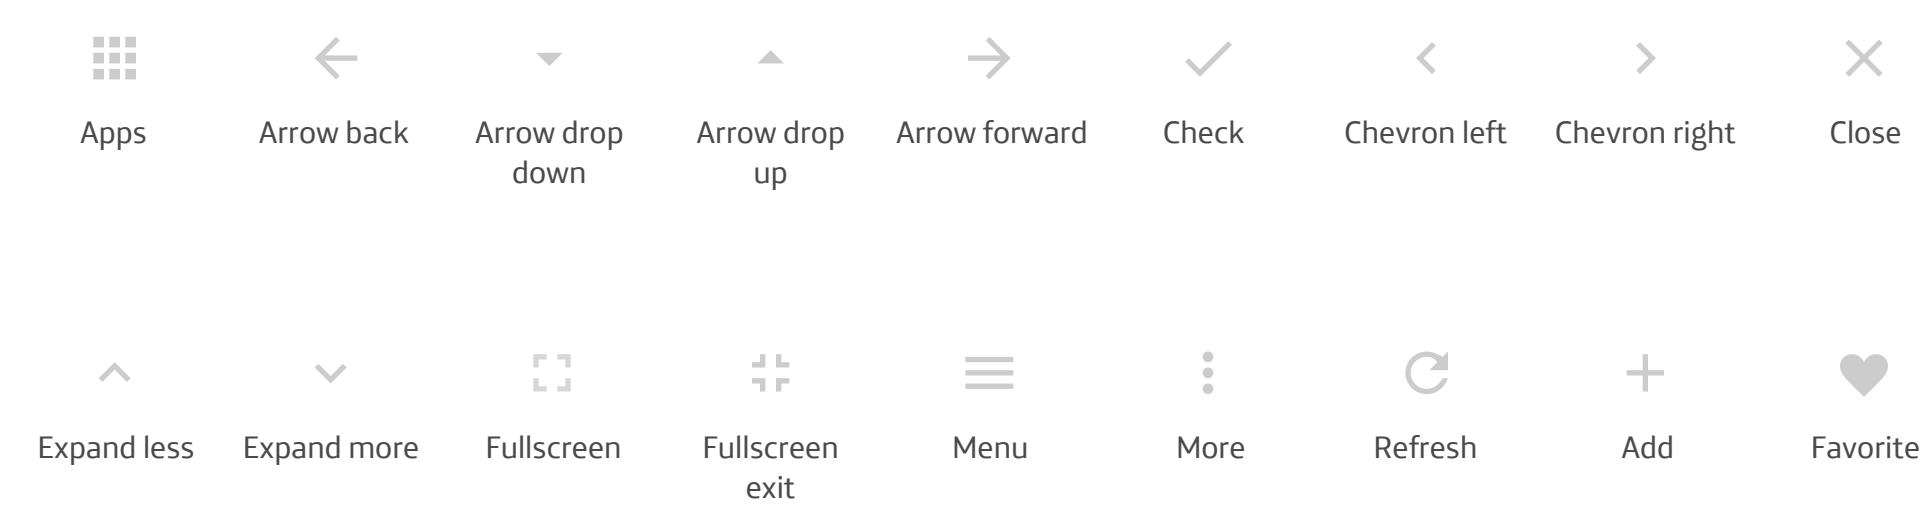 Apps
Arrow back
Arrow drop
down
Arrow drop
up
Arrow forward
Check
Chevron left
Chevron right
Close
Expand less
Expand more
Fullscreen
Fullscreen
exit
Menu
More
Refresh
Add
Favorite